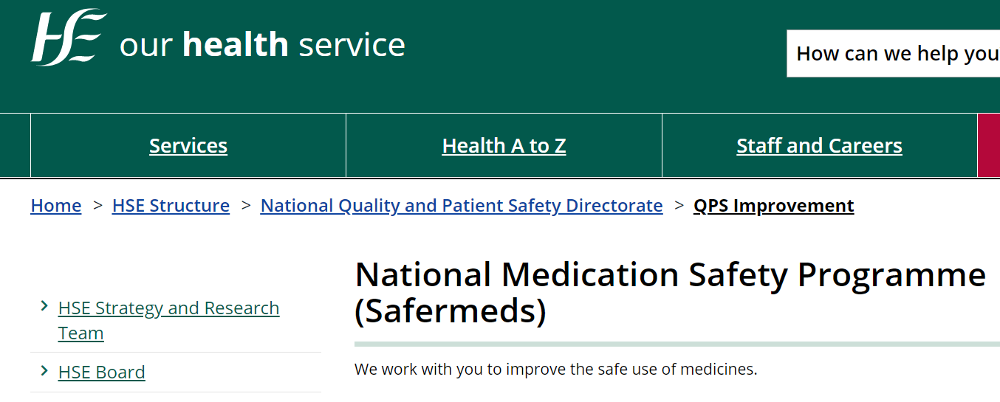 HSE our health service
How can we help you
Services Health A to Z Staff and Careers
Home > HSE Structure > National Quality and Patient Safety Directorate > QPS Improvement
National Medication Safety Programme
(Safermeds)
HSE Strategy and Research
Team
HSE Board
We work with you to improve the safe use of medicines.